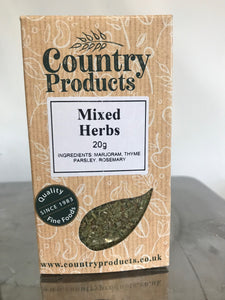 Country
Products
Mixed
Herbs
20g
INGREDIENTS: MARJORAM, THYME
PARSLEY, ROSEMARY
Quality
SINCE 1983
Fine Foods
www.countryproducts.co.uk